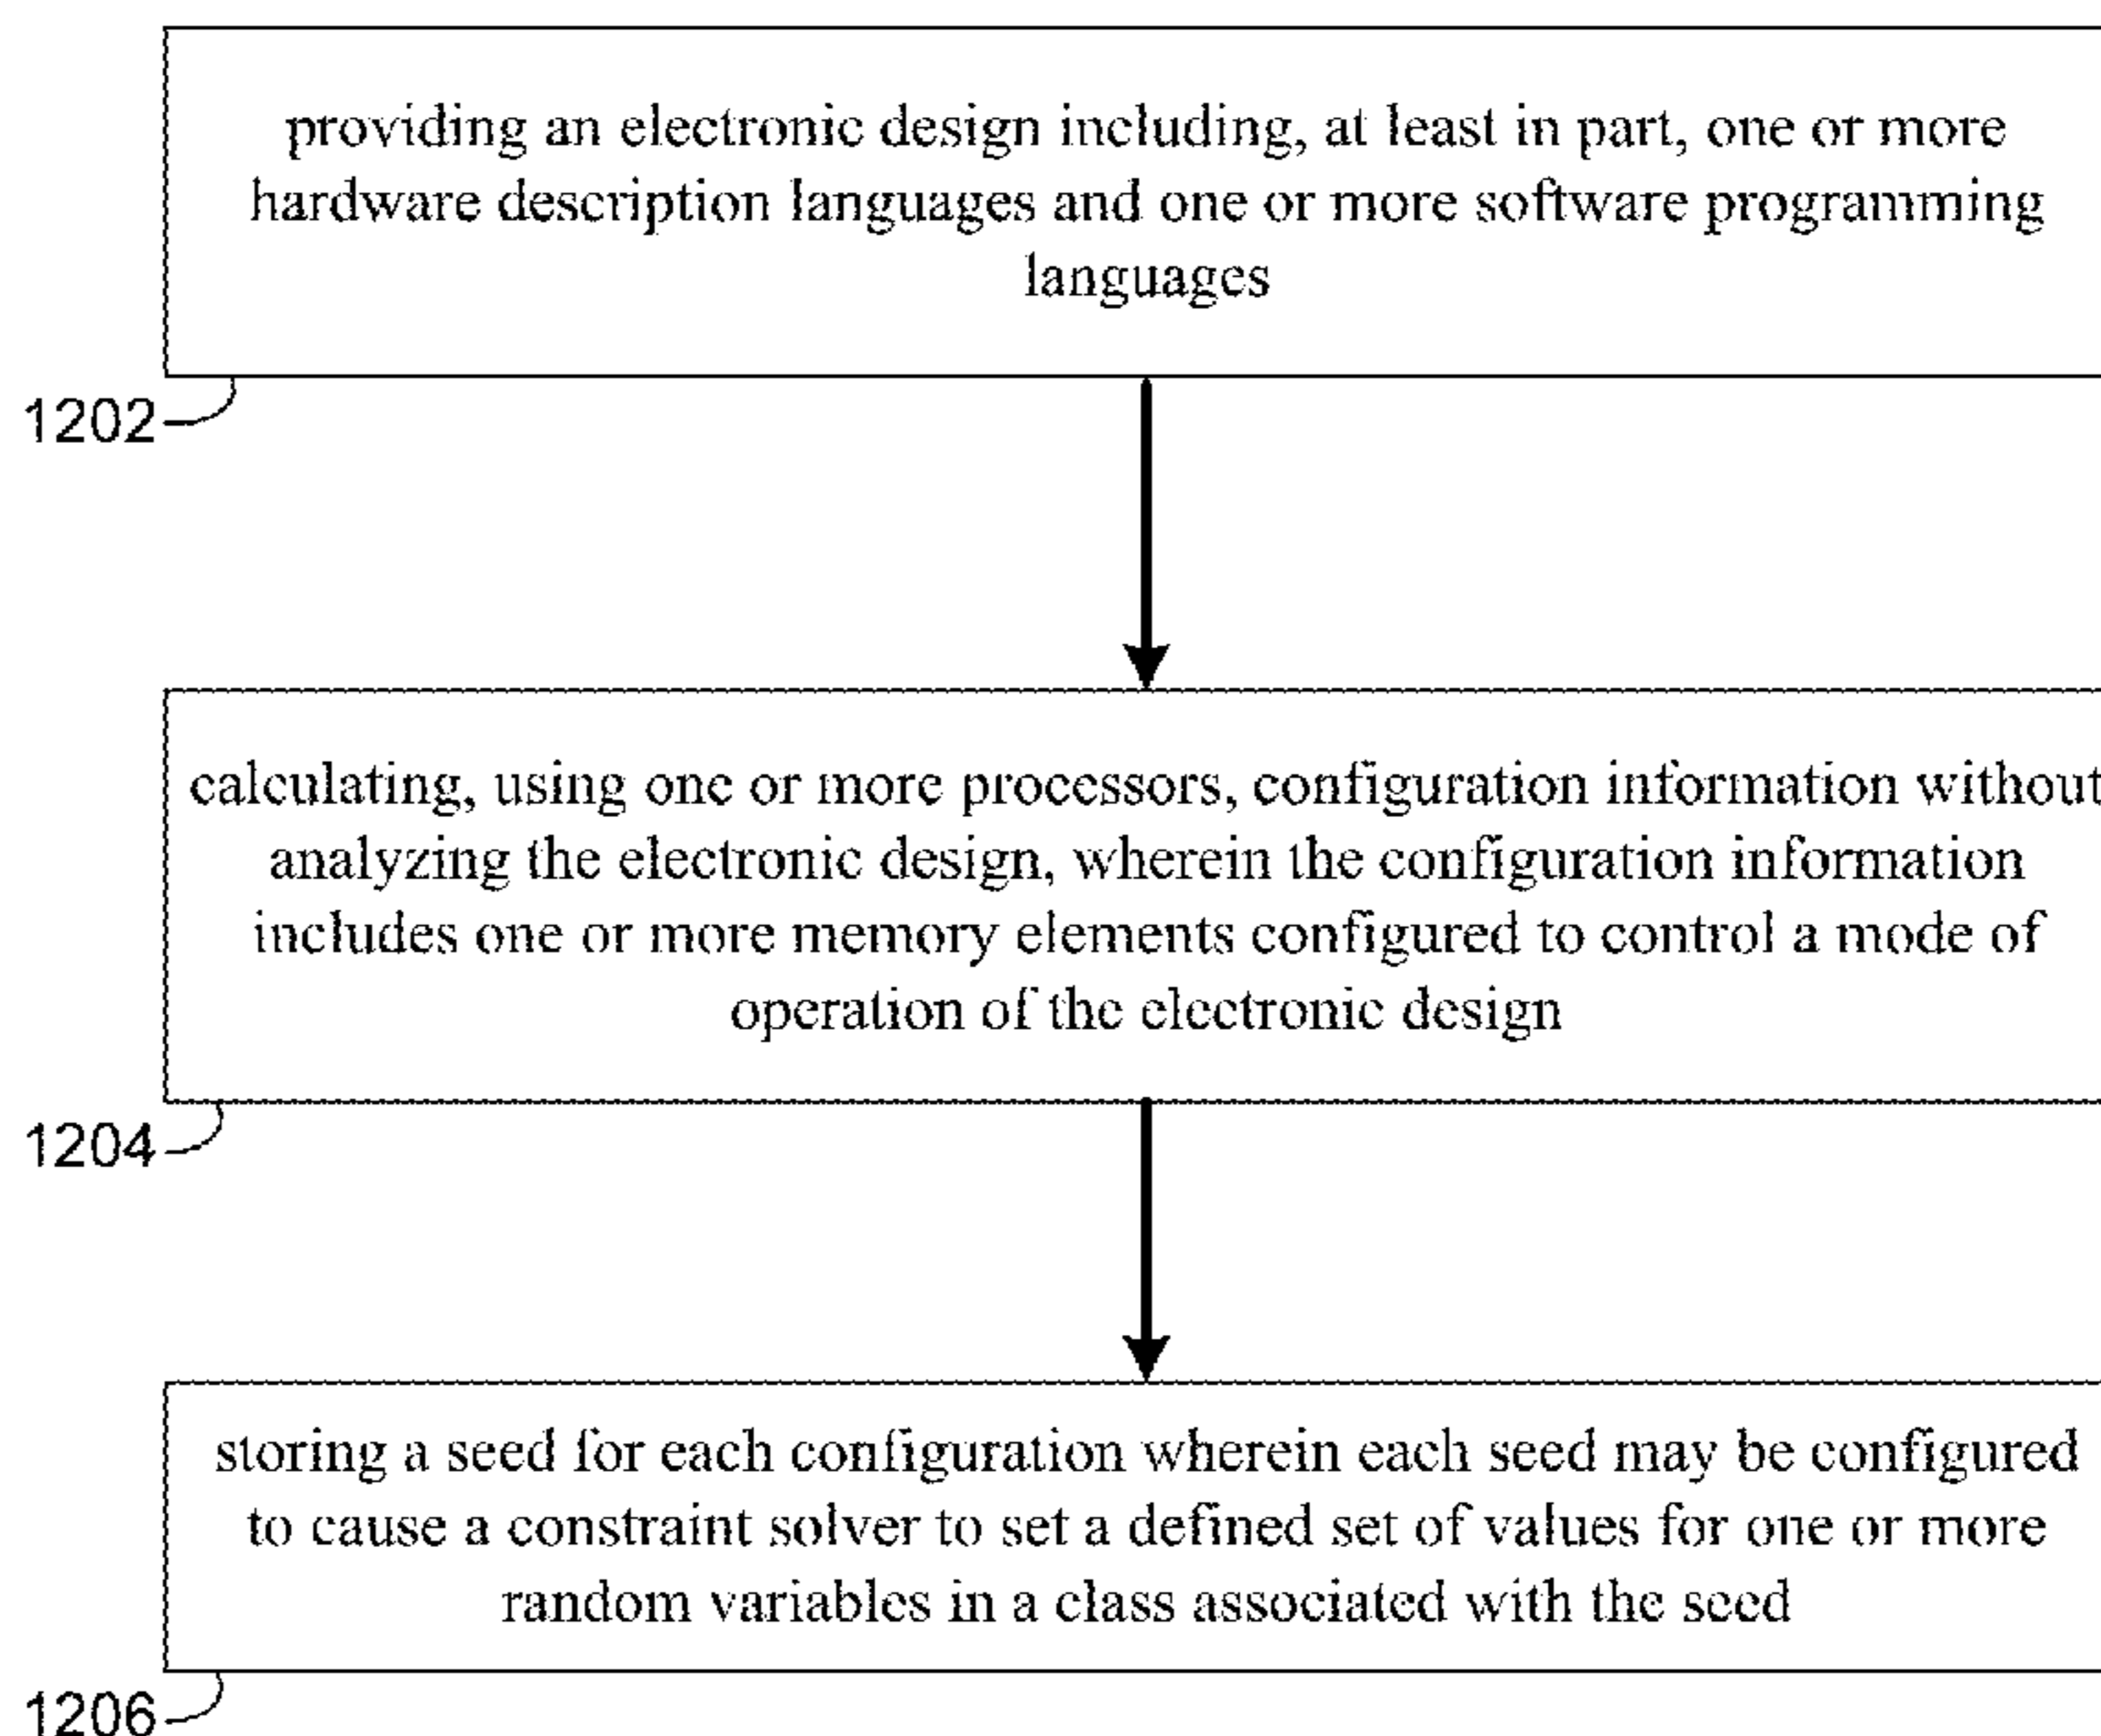 providing an electronic design including, at least in part, one or more
hardware description languages and one or more software programming
languages
1202
calculating, using one or more processors, configuration information without
analyzing the electronic design, wherein the configuration information
includes one or more memory elements configured to control a mode of
operation of the electronic design
1204
storing a seed for each configuration wherein each seed may be configured
to cause a constraint solver to set a defined set of values for one or more
random variables in a class associated with the seed
1206